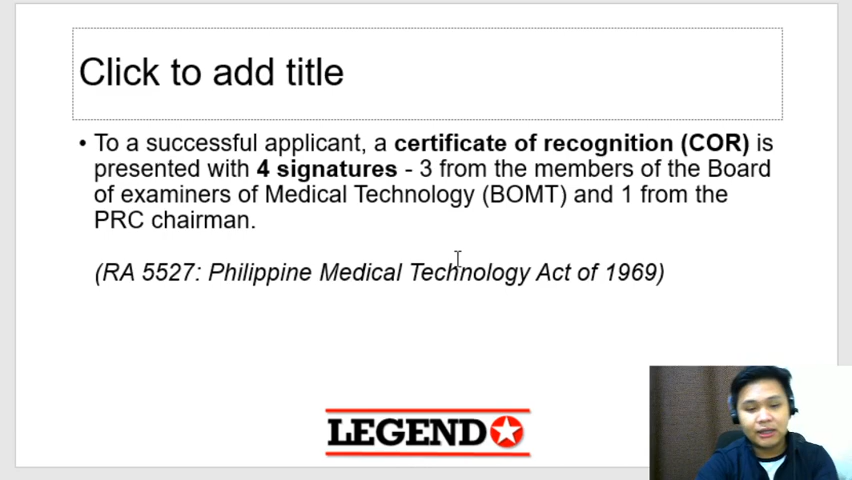 Click to add title
• To a successful applicant, a certificate of recognition (COR) is
presented with 4 signatures - 3 from the members of the Board
of examiners of Medical Technology (BOMT) and 1 from the
PRC chairman.
(RA 5527: Philippine Medical Technology Act of 1969)
LEGEND